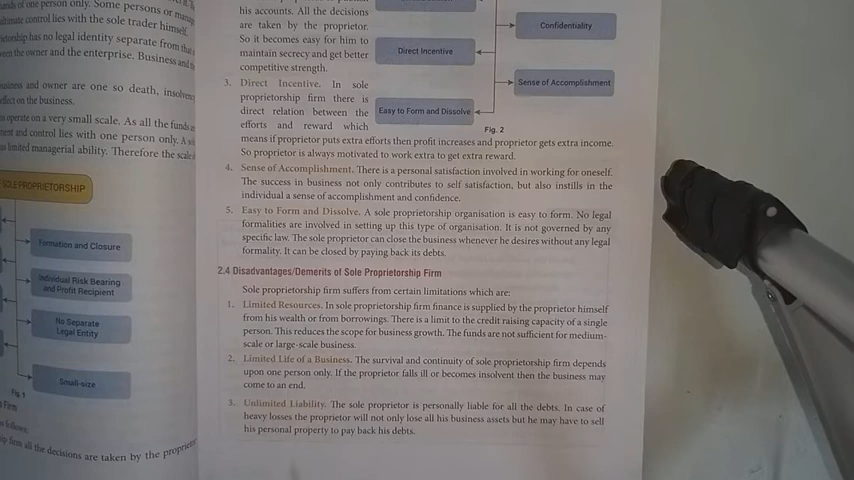 hands of one person only. Some persons or
ultimate control lies with the sole trader himself.
has no legal identity separate from
the owner and the enterprise. Business and
and owner are one so death,
effect on the business.
operate on a very small scale. As all the funds
and control lies with one person only. A
limited managerial ability. Therefore the scale
SOLE PROPRIETORSHIP
Formation and Closure
Individual Risk Bearing
and Profit Recipient
No Separate
Legal Entity
Small-size
Fig. 1
Firm
follows:
firm all the decisions are taken by the
his accounts. All the decisions
are taken by the proprietor.
So it becomes easy for him to
maintain secrecy and get better
competitive strength.
3. Direct Incentive. In sole
proprietorship firm there is
direct relation between the
efforts and reward which
means if proprietor puts extra efforts then profit increases and proprietor gets extra income.
So proprietor is always motivated to work extra to get extra reward.
Confidentiality
Direct Incentive
Sense of Accomplishment
Easy to Form and Dissolve
Fig. 2
4. Sense of Accomplishment. There is a personal satisfaction involved in working for oneself.
The success in business not only contributes to self satisfaction, but also instills in the
individual a sense of accomplishment and confidence.
5. Easy to Form and Dissolve. A sole proprietorship organisation is easy to form. No legal
formalities are involved in setting up this type of organisation. It is not governed by any
specific law. The sole proprietor can close the business whenever he desires without any legal
formality. It can be closed by paying back its debts.
2.4 Disadvantages/Demerits of Sole Proprietorship Firm
Sole proprietorship firm suffers from certain limitations which are:
1. Limited Resources. In sole proprietorship firm finance is supplied by the proprietor himself
from his wealth or from borrowings. There is a limit to the credit raising capacity of a single
person. This reduces the scope for business growth. The funds are not sufficient for medium-
scale or large-scale business.
2. Limited Life of a Business. The survival and continuity of sole proprietorship firm depends
upon one person only. If the proprietor falls ill or becomes insolvent then the business may
come to an end.
3. Unlimited Liability. The sole proprietor is personally liable for all the debts. In case of
heavy losses the proprietor will not only lose all his business assets but he may have to sell
his personal property to pay back his debts.